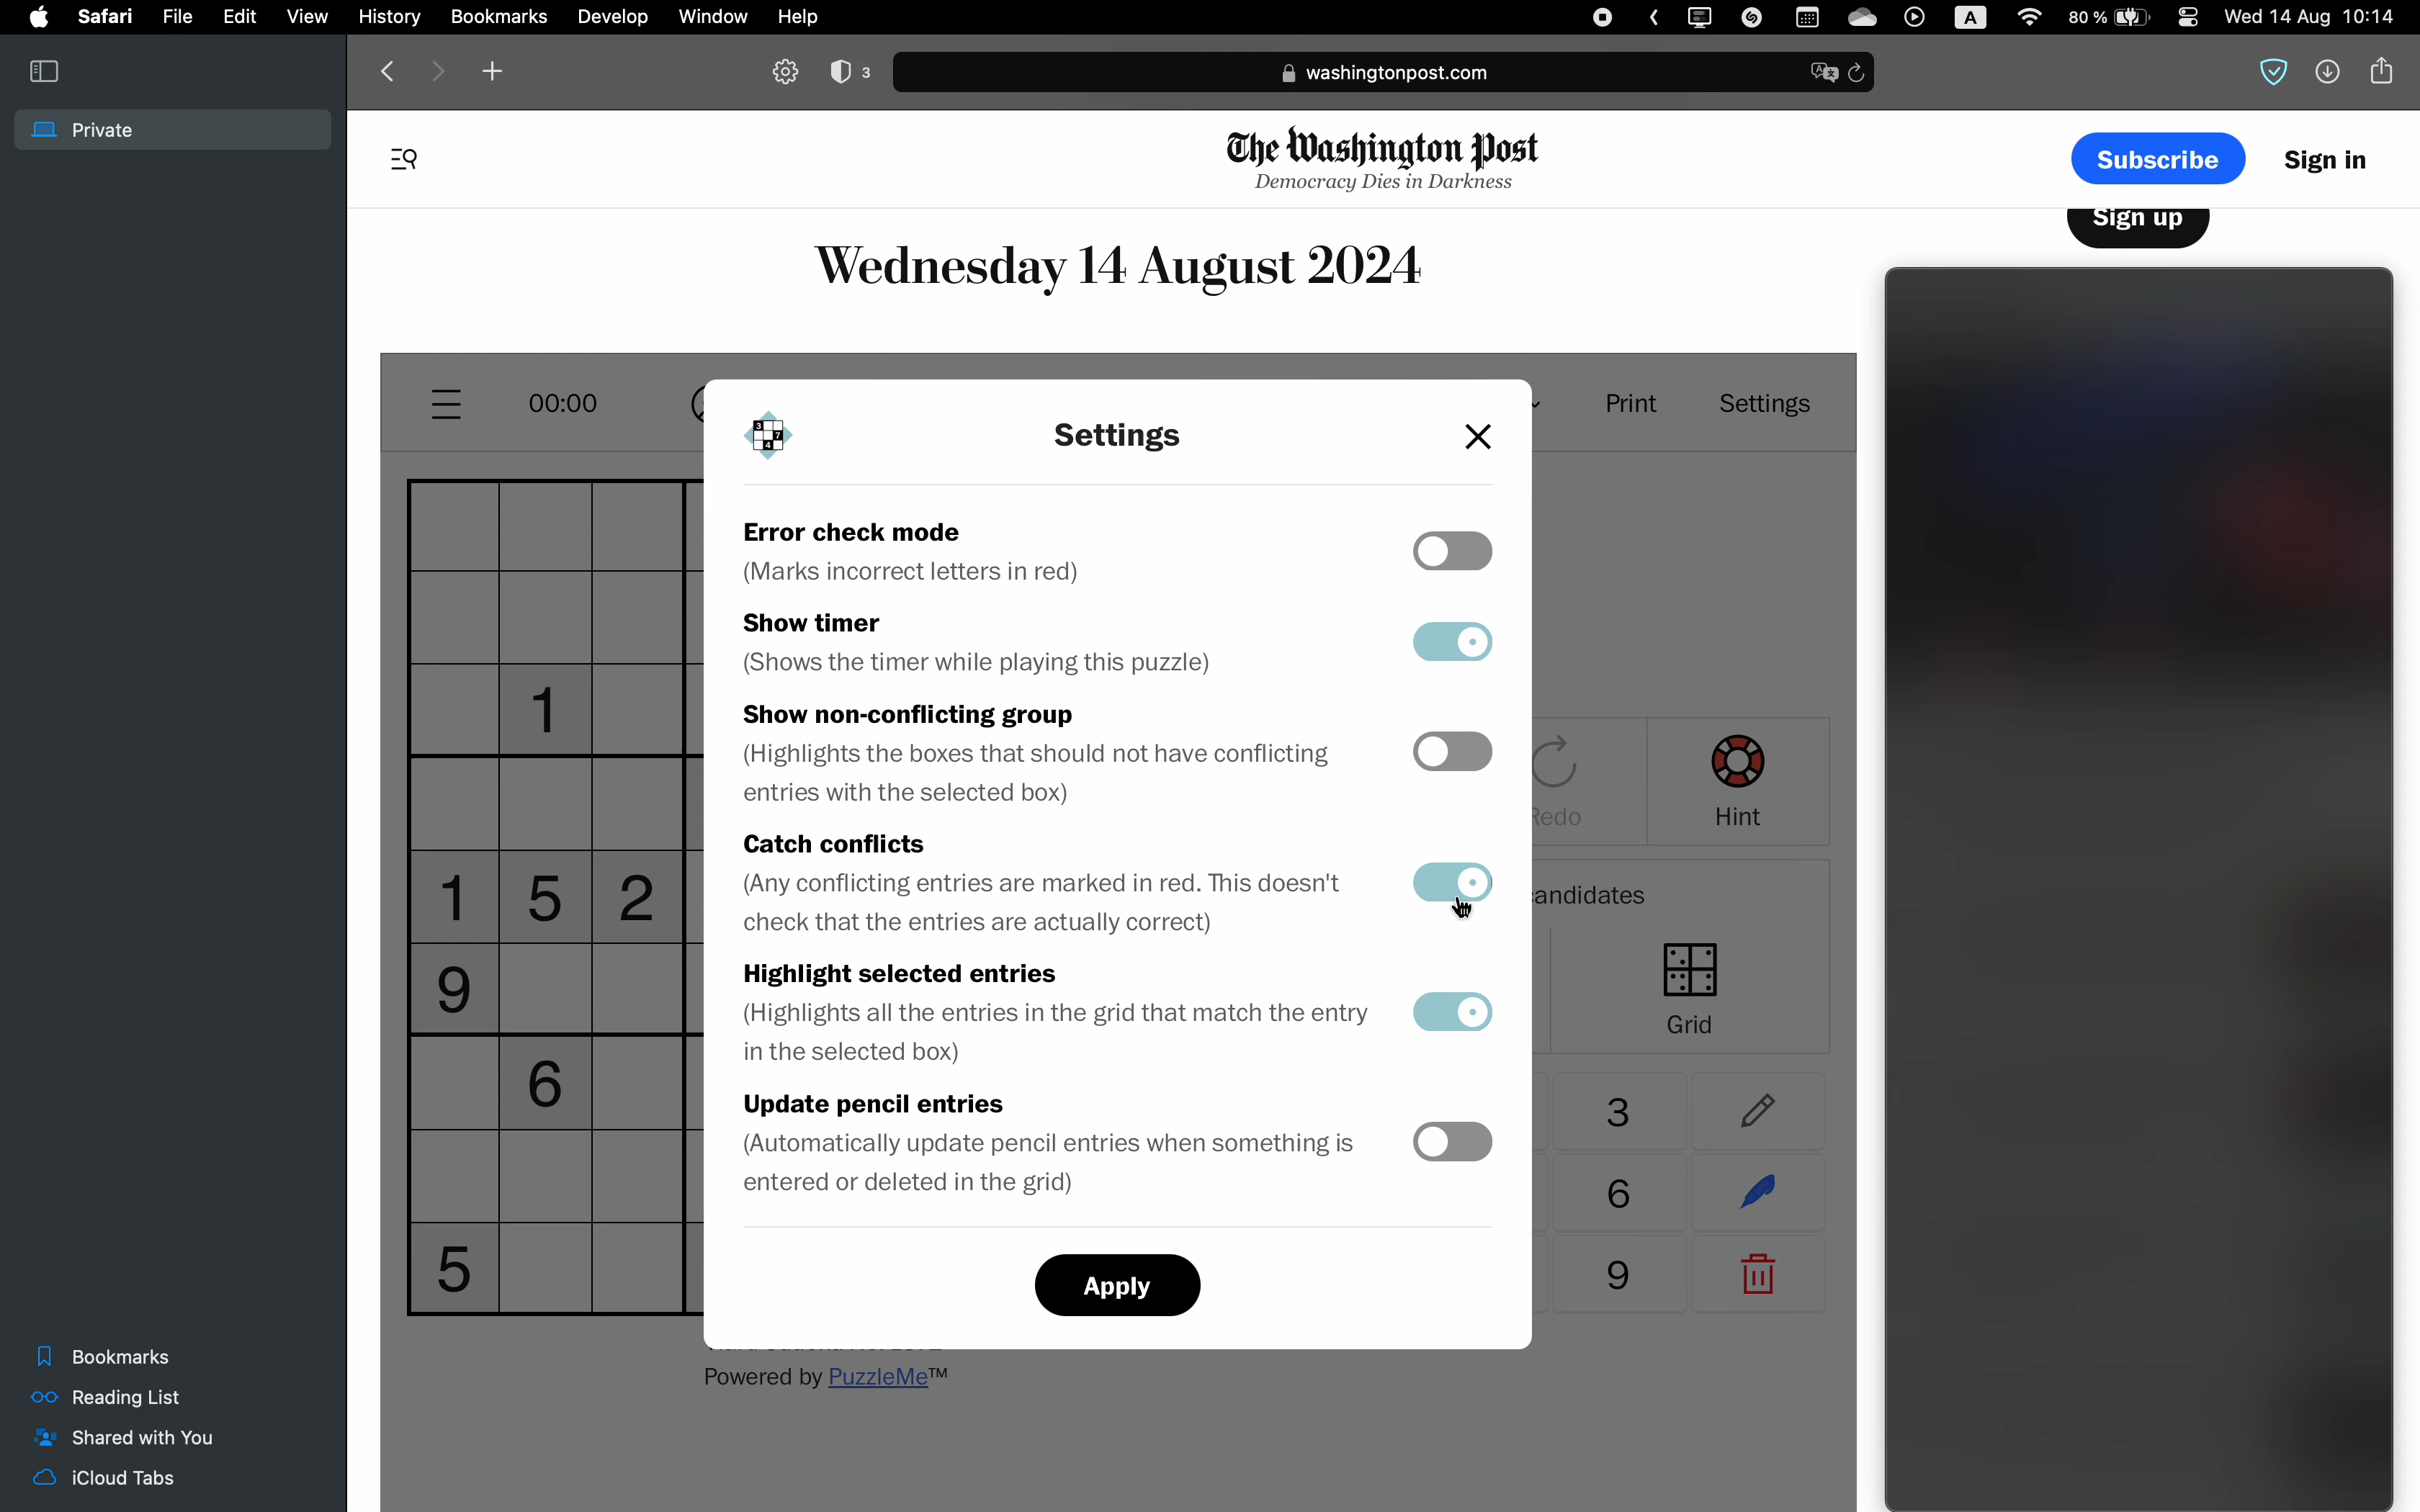 Safari File Edit View History Bookmarks Develop Window Help A 80 % Wed 14 Aug 10:14
3 washingtonpost.com
Private
The Washington Post
Democracy Dies in Darkness
Subscribe Sign in
Sign up
Wednesday 14 August 2024
00:00 Print Settings
Settings
Error check mode
(Marks incorrect letters in red)
Show timer
(Shows the timer while playing this puzzle)
Show non-conflicting group
(Highlights the boxes that should not have conflicting
entries with the selected box)
Catch conflicts
(Any conflicting entries are marked in red. This doesn't
check that the entries are actually correct)
Highlight selected entries
(Highlights all the entries in the grid that match the entry
in the selected box)
Update pencil entries
(Automatically update pencil entries when something is
entered or deleted in the grid)
Apply
1
1 5 2
9
6
5
Redo Hint
andidates
Grid
3
6
9
Powered by PuzzleMe™
Bookmarks
Reading List
Shared with You
iCloud Tabs